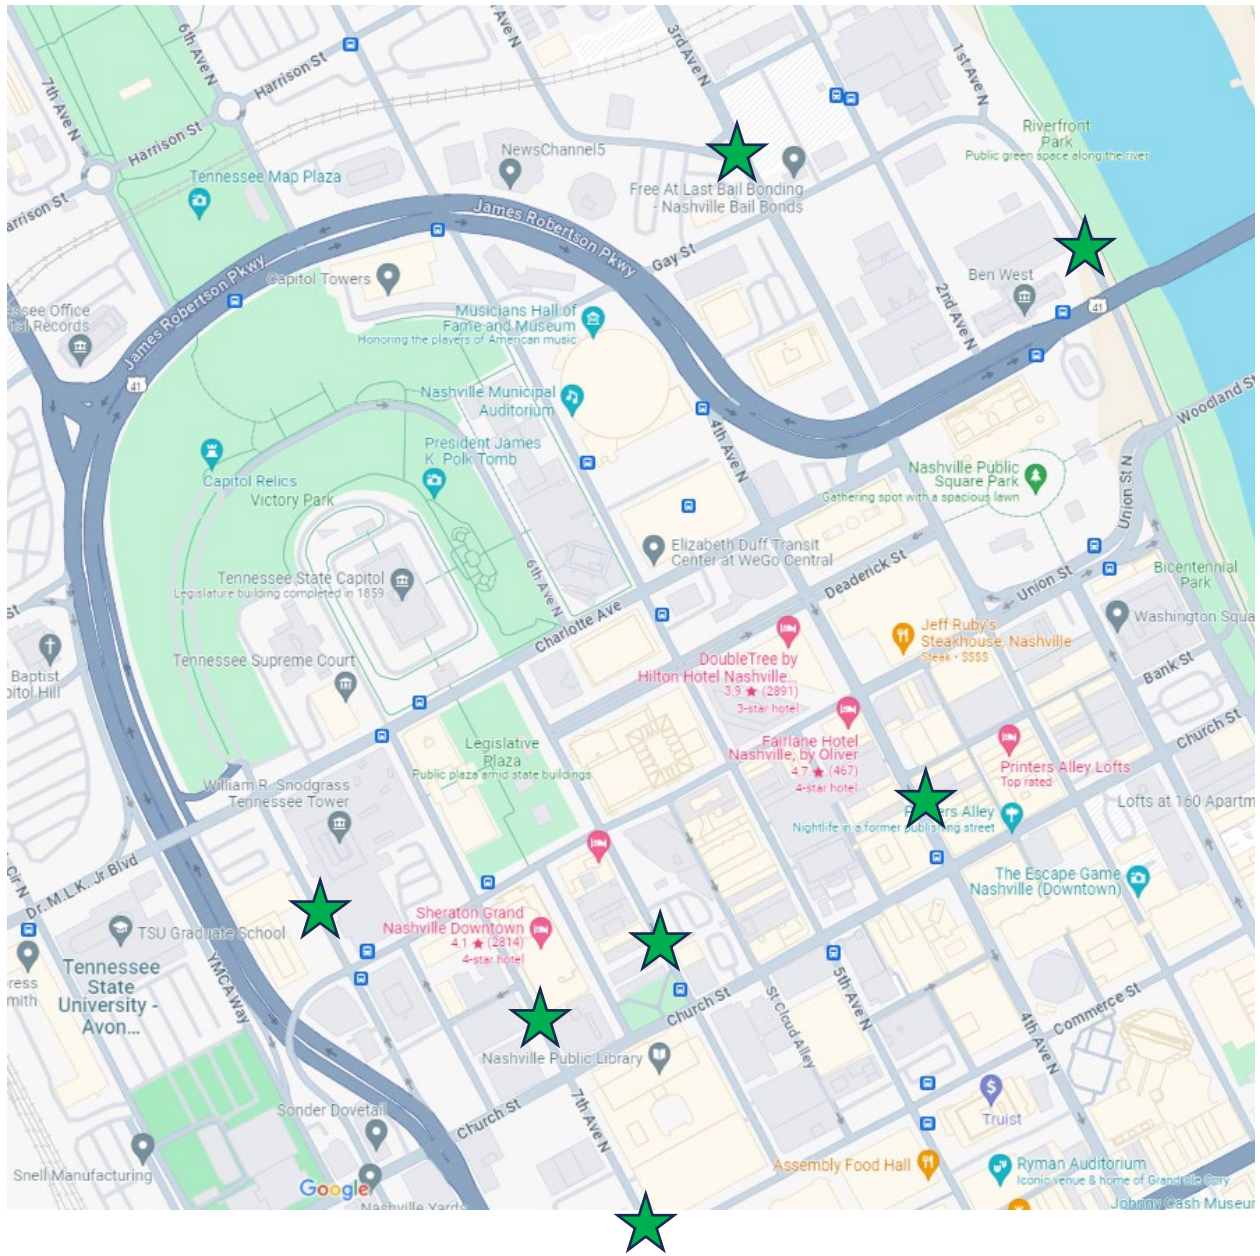 6th Ave N
7th Ave N
Harrison St
Harrison St
Ave N
3rd Ave N
1st Ave N
Riverfront
Park
Public green space along the river
NewsChannel5
Free At Last Bail Bonding
- Nashville Bail Bonds
Tennessee Map Plaza
James Robertson Pkwy
James Robertson Pkwy
Gay St
Capitol Towers
Ben West
2nd Ave N
41
Musicians Hall of
Fame and Museum
Honoring the players of American music
41
Woodland St
Nashville Municipal
Auditorium
4th Ave N
President James
K. Polk Tomb
Capitol Relics
Victory Park
Nashville Public
Square Park
Gathering spot with a spacious lawn
Union St N
Elizabeth Duff Transit
Center at WeGo Central
Deaderick St
Union St
Bicentennial
Park
Tennessee State Capitol
Legislature building completed in 1859
6th Ave N
Charlotte Ave
Washington Squa
Jeff Ruby's
Steakhouse, Nashville
Steak • $$$$
Baptist
Tennessee Supreme Court
DoubleTree by
Hilton Hotel Nashville...
3.9 ★ (2891)
3-star hotel
Bank St
Church St
Legislative
Plaza
Public plaza amid state buildings
Fairlane Hotel
Nashville, by Oliver
4.7 ★ (467)
4-star hotel
Printers Alley Lofts
Top rated
William R. Snodgrass
Tennessee Tower
Lofts at 160 Apartm
Alley
Nightlife in a former publishing street
Dr. M.L.K. Jr Blvd
The Escape Game
Nashville (Downtown)
Sheraton Grand
Nashville Downtown
4.1 ★ (2814)
4-star hotel
TSU Graduate School
Tennessee
State
University -
Avon...
YMCA Way
Church St
St Cloud Alley
5th Ave N
4th Ave N
Commerce St
Nashville Public Library
7th Ave N
Church St
Sonder Dovetail
Truist
Snell Manufacturing
Google
Nashville Yards
Assembly Food Hall
Ryman Auditorium
Iconic venue & home of Grand Ole Opry
Johnny Cash Museum